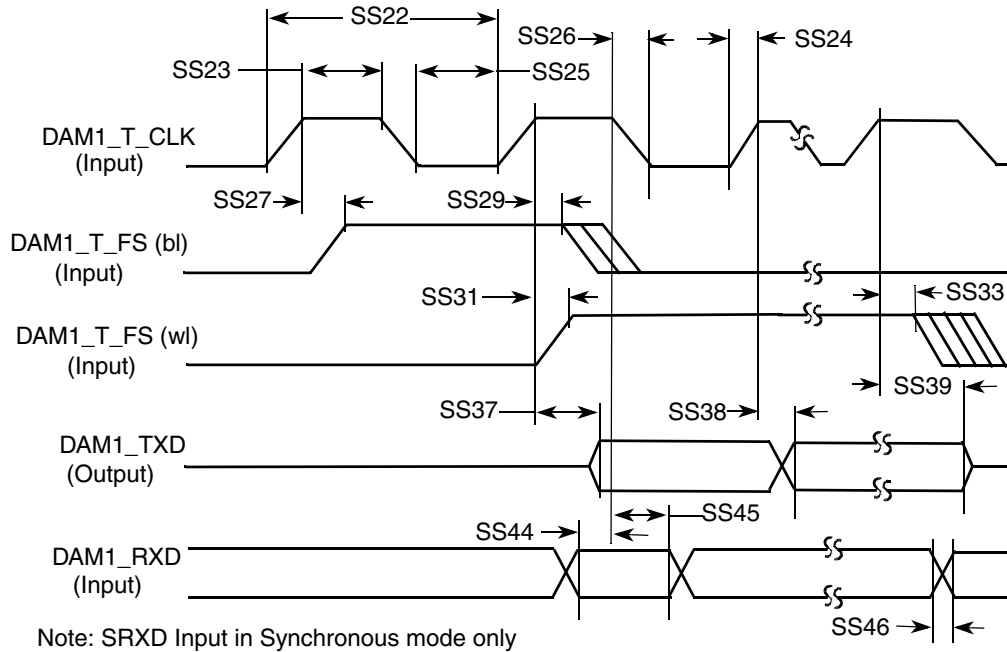 SS22
SS26
SS24
SS23
SS25
DAM1_T_CLK
(Input)
SS27
SS29
DAM1_T_FS (bl)
(Input)
SS31
SS33
DAM1_T_FS (wl)
(Input)
SS39
SS37
SS38
DAM1_TXD
(Output)
SS44
SS45
DAM1_RXD
(Input)
SS46
Note: SRXD Input in Synchronous mode only